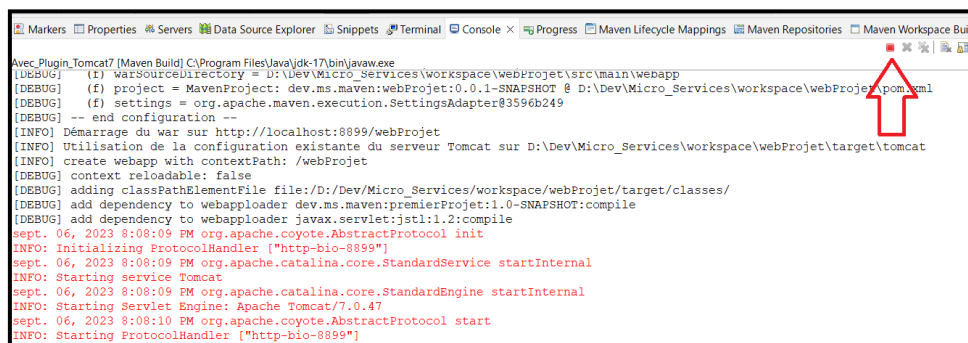 Markers Properties Servers Data Source Explorer Snippets Terminal Console Progress Maven Lifecycle Mappings Maven Repositories Maven Workspace Bui
Avec_Plugin_Tomcat7 [Maven Build] C:\Program Files\Java\jdk-17\bin\javaw.exe
[DEBUG] (f) warSourceDirectory = D:\Dev\Micro_Services\workspace\webProjet\src\main\webapp
[DEBUG] (f) project = MavenProject: dev.ms.maven:webProjet:0.0.1-SNAPSHOT @ D:\Dev\Micro_Services\workspace\webProjet\pom.xml
[DEBUG] (f) settings = org.apache.maven.execution.SettingsAdapter@3596b249
[DEBUG] -- end configuration --
[INFO] Démarrage du war sur http://localhost:8899/webProjet
[INFO] Utilisation de la configuration existante du serveur Tomcat sur D:\Dev\Micro_Services\workspace\webProjet\target\tomcat
[INFO] create webapp with contextPath: /webProjet
[DEBUG] context reloadable: false
[DEBUG] adding classPathElementFile file:/D:/Dev/Micro_Services/workspace/webProjet/target/classes/
[DEBUG] add dependency to webapploader dev.ms.maven:premierProjet:1.0-SNAPSHOT:compile
[DEBUG] add dependency to webapploader javax.servlet:jstl:1.2:compile
sept. 06, 2023 8:08:09 PM org.apache.coyote.AbstractProtocol init
INFO: Initializing ProtocolHandler ["http-bio-8899"]
sept. 06, 2023 8:08:09 PM org.apache.catalina.core.StandardService startInternal
INFO: Starting service Tomcat
sept. 06, 2023 8:08:09 PM org.apache.catalina.core.StandardEngine startInternal
INFO: Starting Servlet Engine: Apache Tomcat/7.0.47
sept. 06, 2023 8:08:10 PM org.apache.coyote.AbstractProtocol start
INFO: Starting ProtocolHandler ["http-bio-8899"]